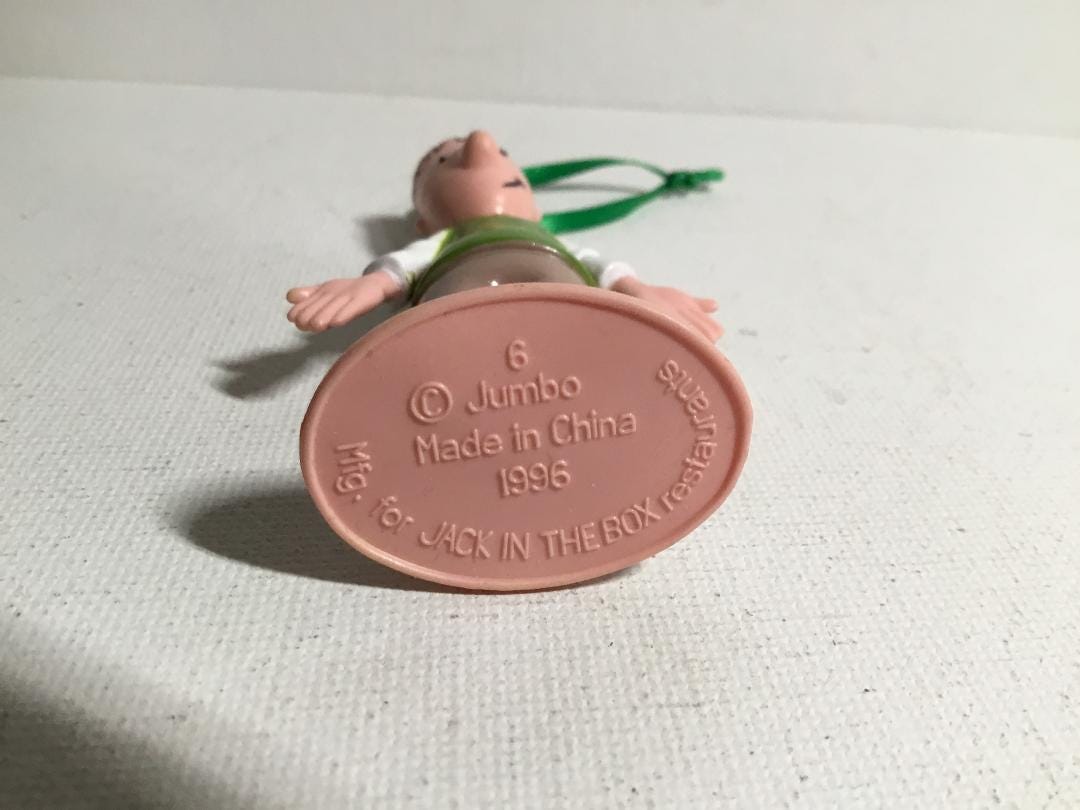 6
© Jumbo
Made in China
1996
Mfg. for JACK IN THE BOX restaurants